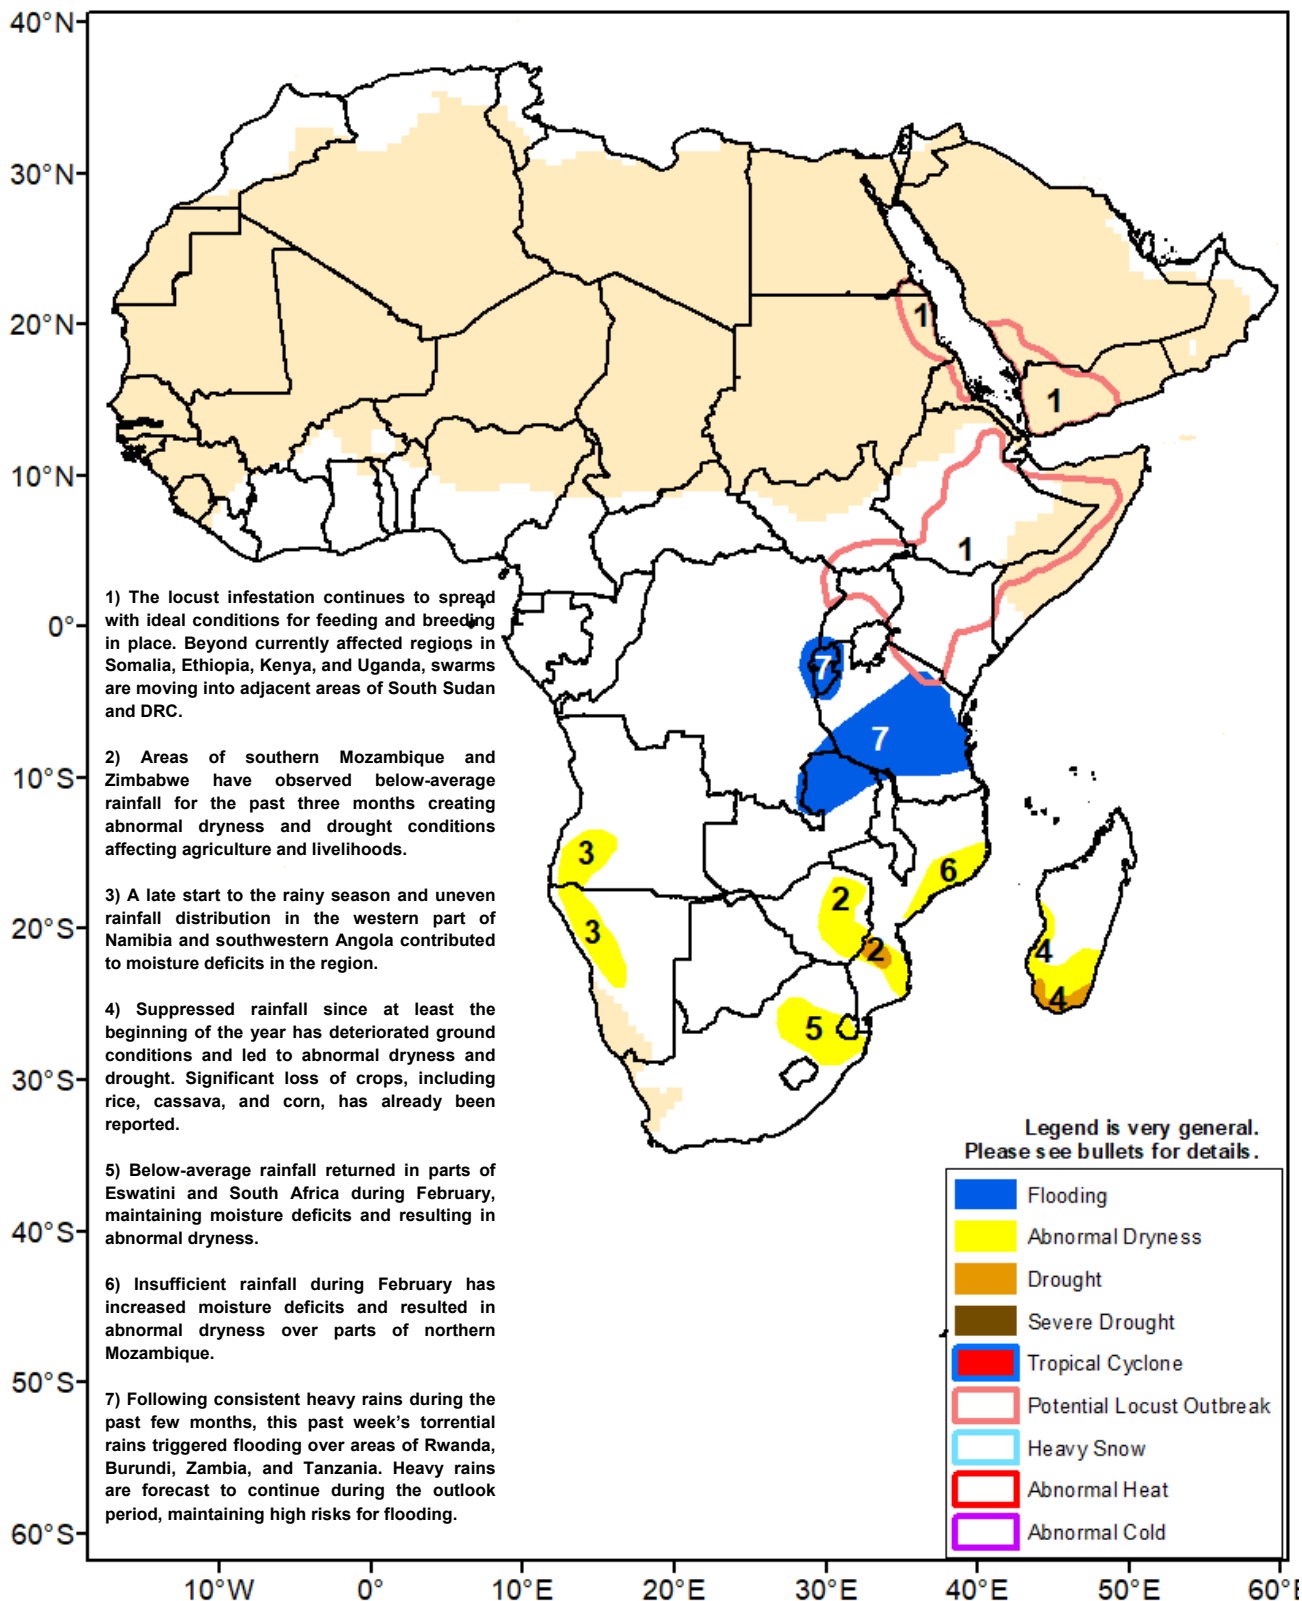 40°N
30°N
20°N
10°N
0°
10°S
20°S
30°S
40°S
50°S
60°S
1
1
1
7
7
3
3
2
2
6
4
4
5
1) The locust infestation continues to spread
with ideal conditions for feeding and breeding
in place. Beyond currently affected regions in
Somalia, Ethiopia, Kenya, and Uganda, swarms
are moving into adjacent areas of South Sudan
and DRC.
2) Areas of southern Mozambique and
Zimbabwe have observed below-average
rainfall for the past three months creating
abnormal dryness and drought conditions
affecting agriculture and livelihoods.
3) A late start to the rainy season and uneven
rainfall distribution in the western part of
Namibia and southwestern Angola contributed
to moisture deficits in the region.
4) Suppressed rainfall since at least the
beginning of the year has deteriorated ground
conditions and led to abnormal dryness and
drought. Significant loss of crops, including
rice, cassava, and corn, has already been
reported.
5) Below-average rainfall returned in parts of
Eswatini and South Africa during February,
maintaining moisture deficits and resulting in
abnormal dryness.
6) Insufficient rainfall during February has
increased moisture deficits and resulted in
abnormal dryness over parts of northern
Mozambique.
7) Following consistent heavy rains during the
past few months, this past week's torrential
rains triggered flooding over areas of Rwanda,
Burundi, Zambia, and Tanzania. Heavy rains
are forecast to continue during the outlook
period, maintaining high risks for flooding.
Legend is very general.
Please see bullets for details.
Flooding
Abnormal Dryness
Drought
Severe Drought
Tropical Cyclone
Potential Locust Outbreak
Heavy Snow
Abnormal Heat
Abnormal Cold
10°W
0°
10°E
20°E
30°E
40°E
50°E
60°E